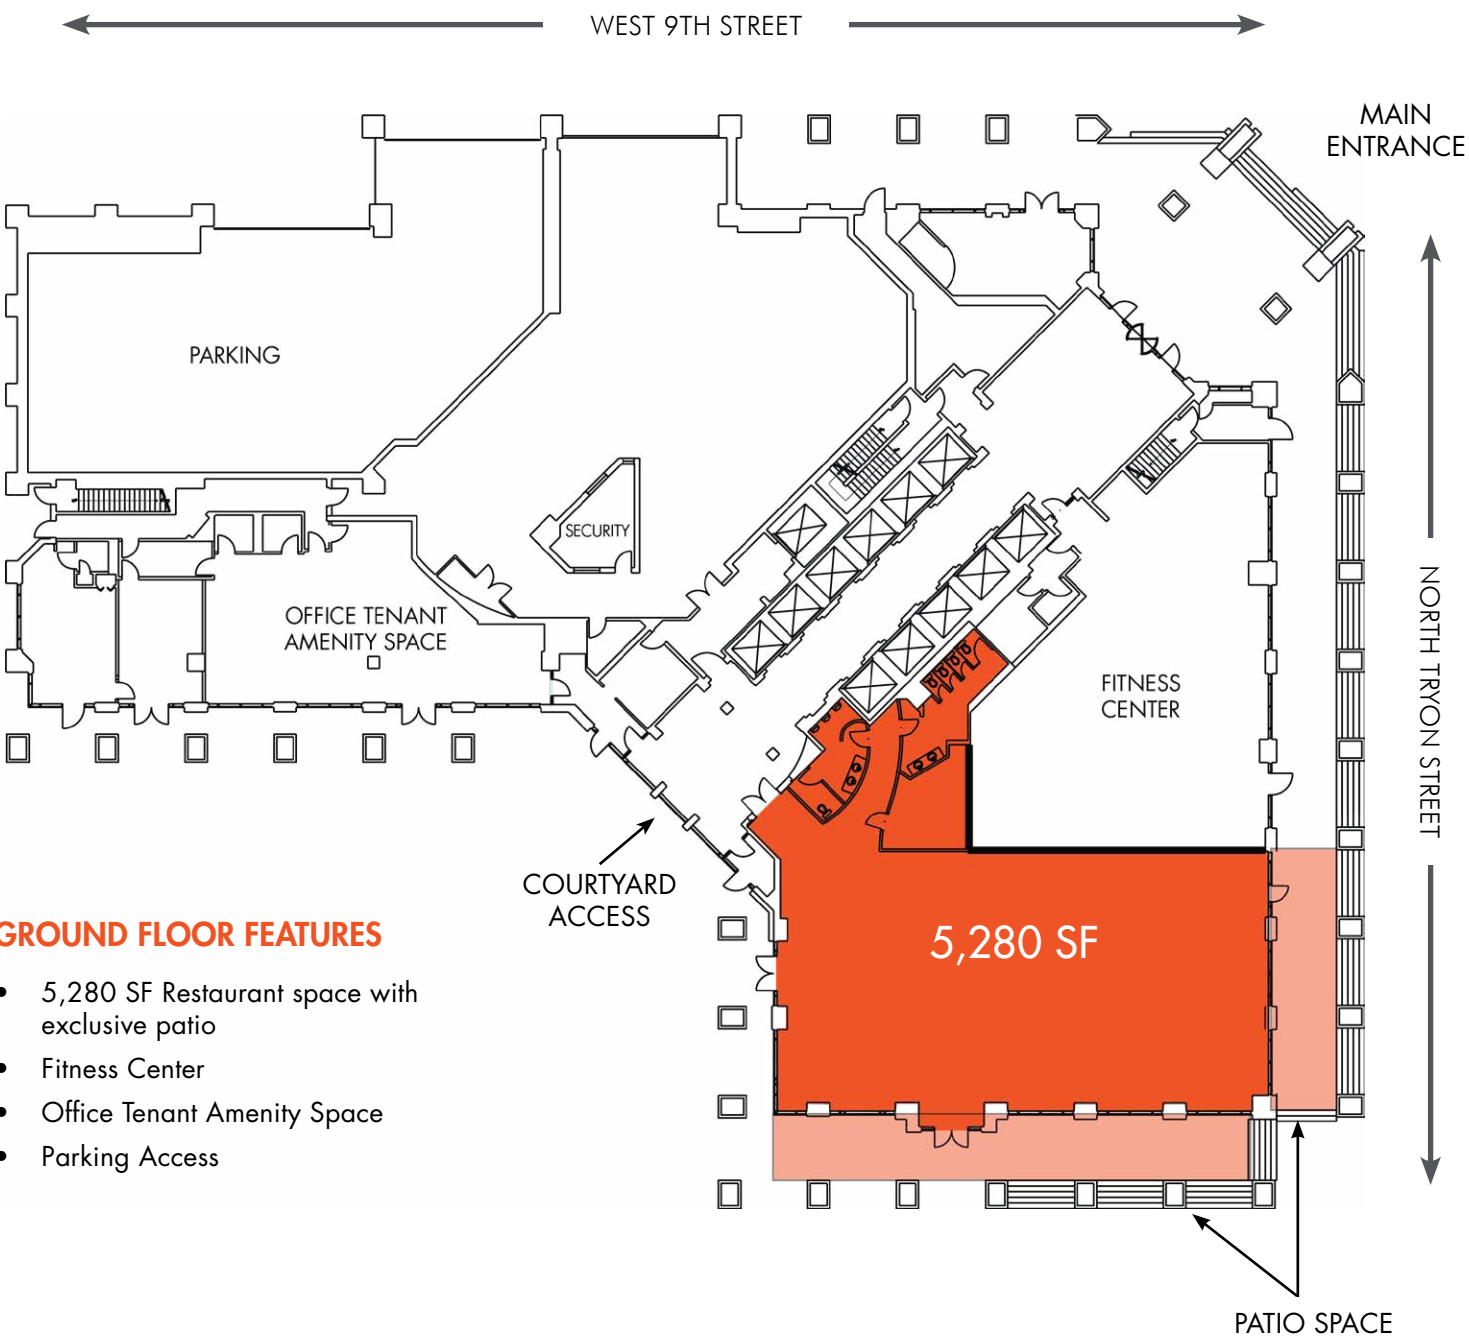 WEST 9TH STREET
MAIN
ENTRANCE
PARKING
SECURITY
OFFICE TENANT
AMENITY SPACE
FITNESS
CENTER
NORTH TRYON STREET
COURTYARD
ACCESS
5,280 SF
GROUND FLOOR FEATURES
• 5,280 SF Restaurant space with
exclusive patio
• Fitness Center
• Office Tenant Amenity Space
• Parking Access
PATIO SPACE